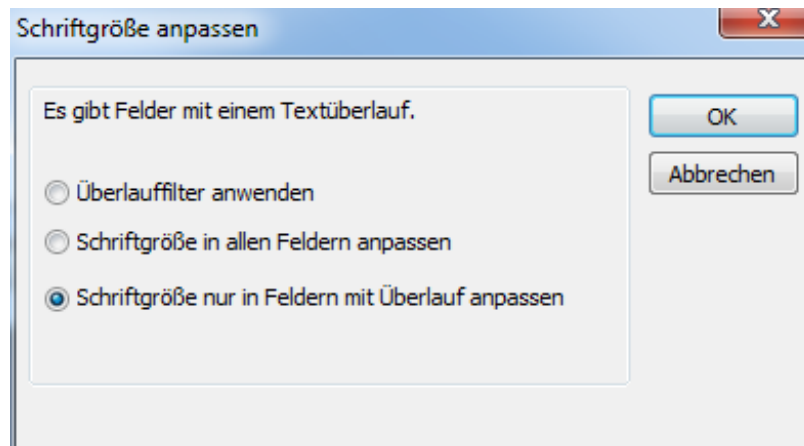 Schriftgröße anpassen
Es gibt Felder mit einem Textüberlauf.
OK
Abbrechen
Überlauffilter anwenden
Schriftgröße in allen Feldern anpassen
Schriftgröße nur in Feldern mit Überlauf anpassen